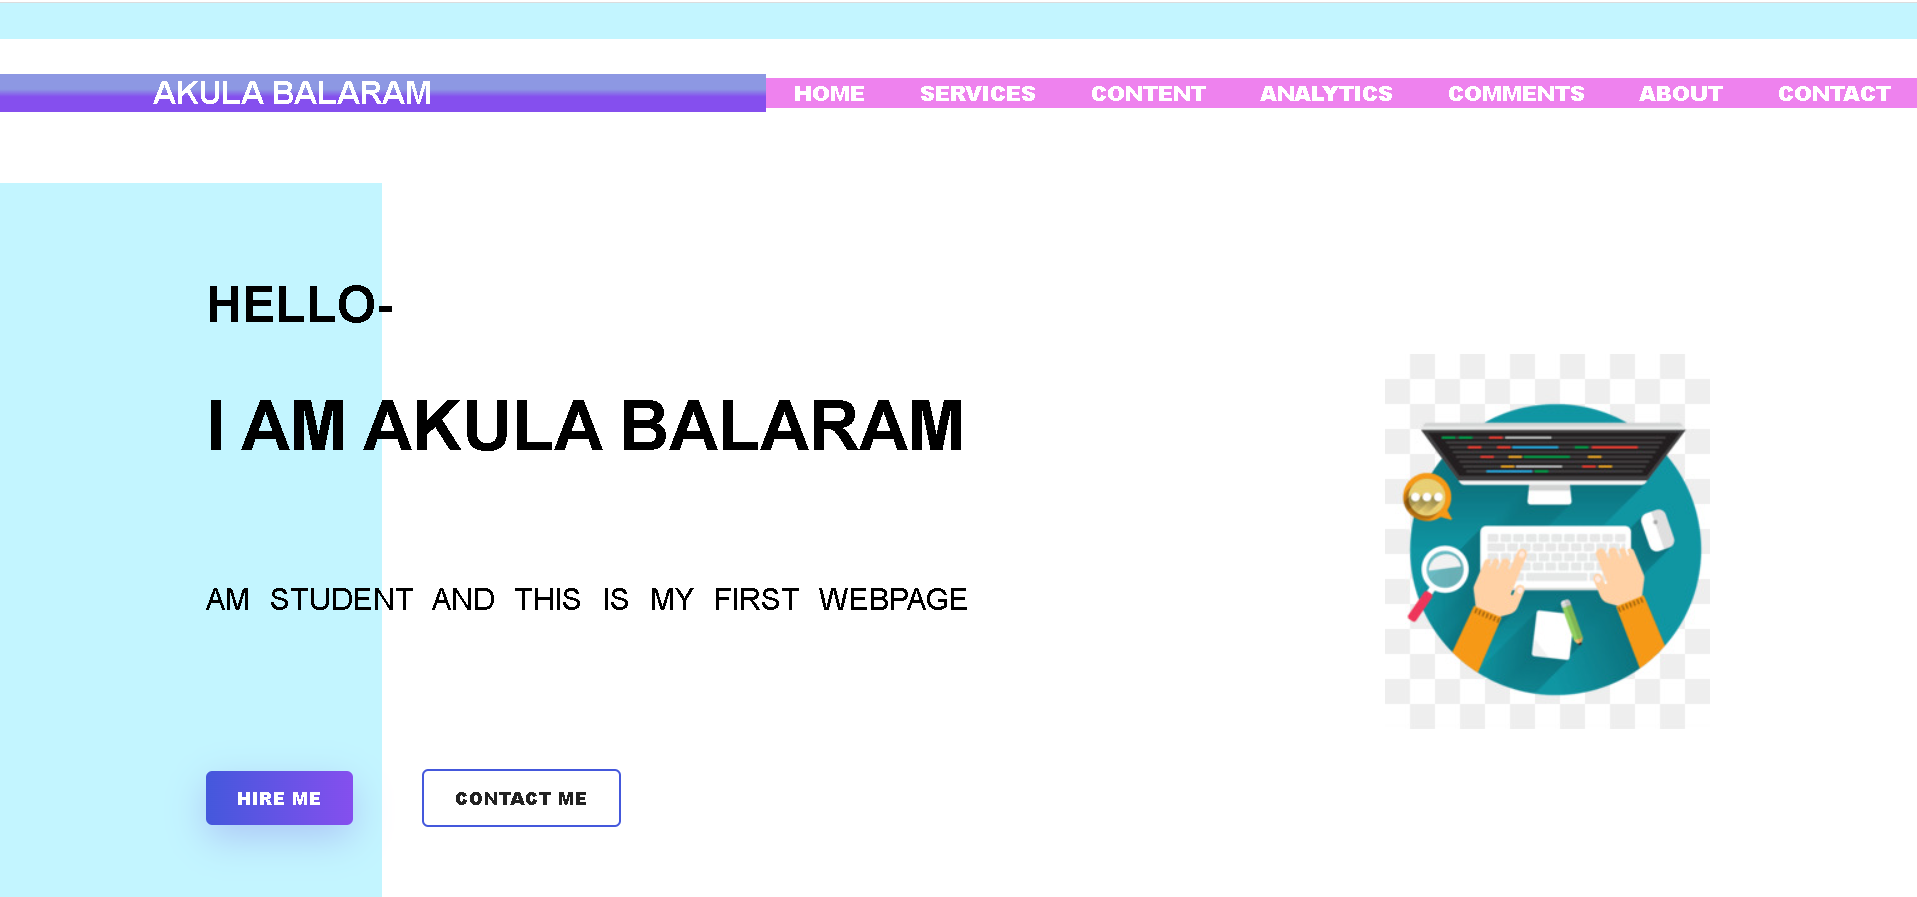 AKULA BALARAM HOME SERVICES CONTENT ANALYTICS COMMENTS ABOUT CONTACT
HELLO-
I AM AKULA BALARAM
AM STUDENT AND THIS IS MY FIRST WEBPAGE
HIRE ME CONTACT ME